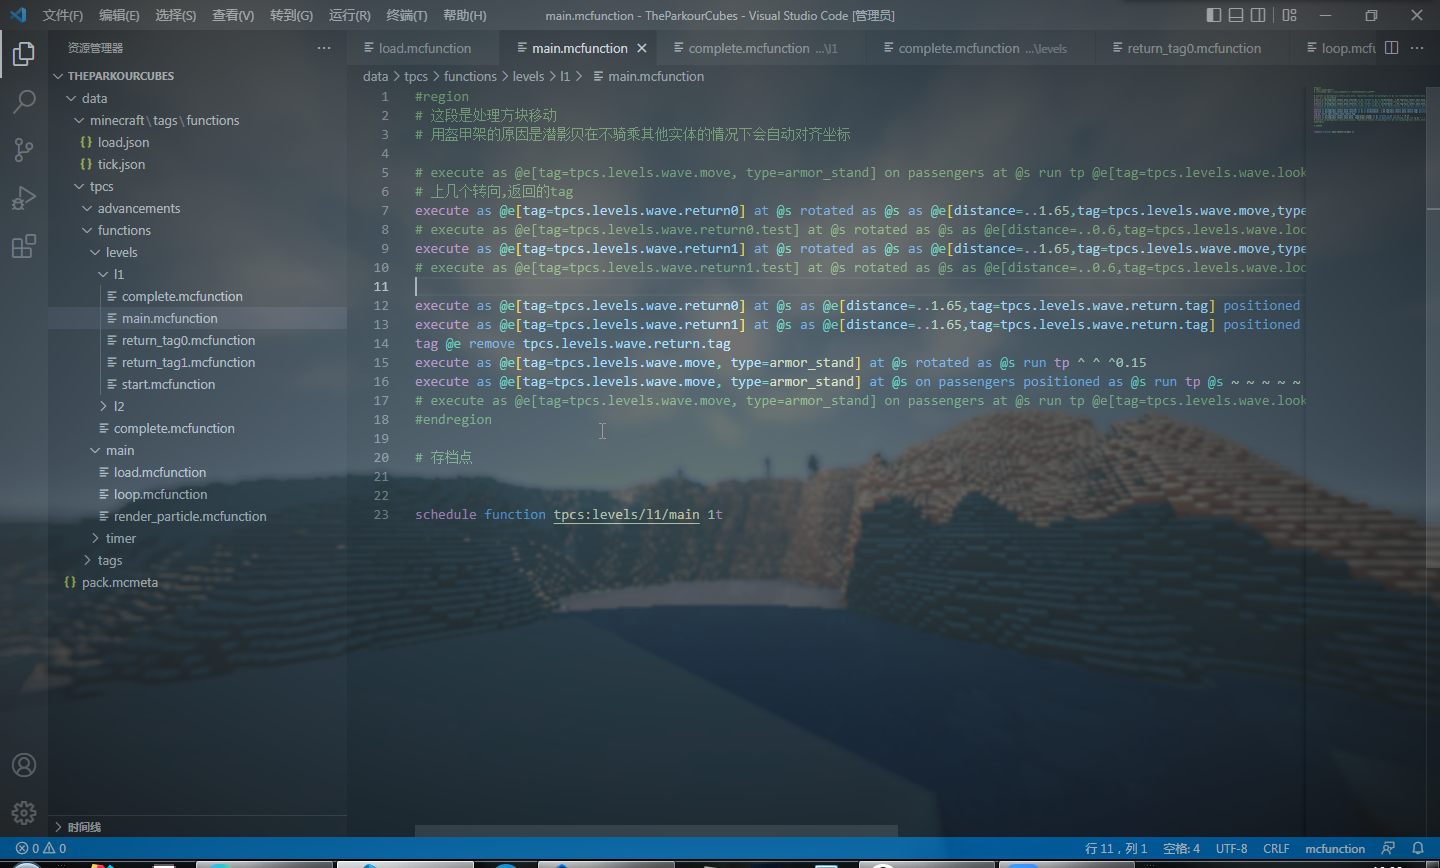 文件(F) 编辑(E) 选择(S) 查看(V) 转到(G) 运行(R) 终端(T) 帮助(H) main.mcfunction - TheParkourCubes - Visual Studio Code [管理员]
资源管理器
THEPARKOURCUBES
data
minecraft\tags\functions
load.json
tick.json
tpcs
advancements
functions
levels
l1
complete.mcfunction
main.mcfunction
return_tag0.mcfunction
return_tag1.mcfunction
start.mcfunction
l2
complete.mcfunction
main
load.mcfunction
loop.mcfunction
render_particle.mcfunction
timer
tags
pack.mcmeta
时间线
load.mcfunction main.mcfunction complete.mcfunction ...\l1 complete.mcfunction ...\levels return_tag0.mcfunction loop.mcfu
data > tpcs > functions > levels > l1 > main.mcfunction
1 #region
2 # 这段是处理方块移动
3 # 用盔甲架的原因是潜影贝在不骑乘其他实体的情况下会自动对齐坐标
4
5 # execute as @e[tag=tpcs.levels.wave.move, type=armor_stand] on passengers at @s run tp @e[tag=tpcs.levels.wave.look
6 # 上几个转向,返回的tag
7 execute as @e[tag=tpcs.levels.wave.return0] at @s rotated as @s as @e[distance=..1.65,tag=tpcs.levels.wave.move,type
8 # execute as @e[tag=tpcs.levels.wave.return0.test] at @s rotated as @s as @e[distance=..0.6,tag=tpcs.levels.wave.loc
9 execute as @e[tag=tpcs.levels.wave.return1] at @s rotated as @s as @e[distance=..1.65,tag=tpcs.levels.wave.move,type
10 # execute as @e[tag=tpcs.levels.wave.return1.test] at @s rotated as @s as @e[distance=..0.6,tag=tpcs.levels.wave.loc
11
12 execute as @e[tag=tpcs.levels.wave.return0] at @s as @e[distance=..1.65,tag=tpcs.levels.wave.return.tag] positioned
13 execute as @e[tag=tpcs.levels.wave.return1] at @s as @e[distance=..1.65,tag=tpcs.levels.wave.return.tag] positioned
14 tag @e remove tpcs.levels.wave.return.tag
15 execute as @e[tag=tpcs.levels.wave.move, type=armor_stand] at @s rotated as @s run tp ^ ^ ^0.15
16 execute as @e[tag=tpcs.levels.wave.move, type=armor_stand] at @s on passengers positioned as @s run tp @s ~ ~ ~ ~ ~
17 # execute as @e[tag=tpcs.levels.wave.move, type=armor_stand] on passengers at @s run tp @e[tag=tpcs.levels.wave.look
18 #endregion
19
20 # 存档点
21
22
23 schedule function tpcs:levels/l1/main 1t
0 0 行 11，列 1 空格: 4 UTF-8 CRLF mcfunction